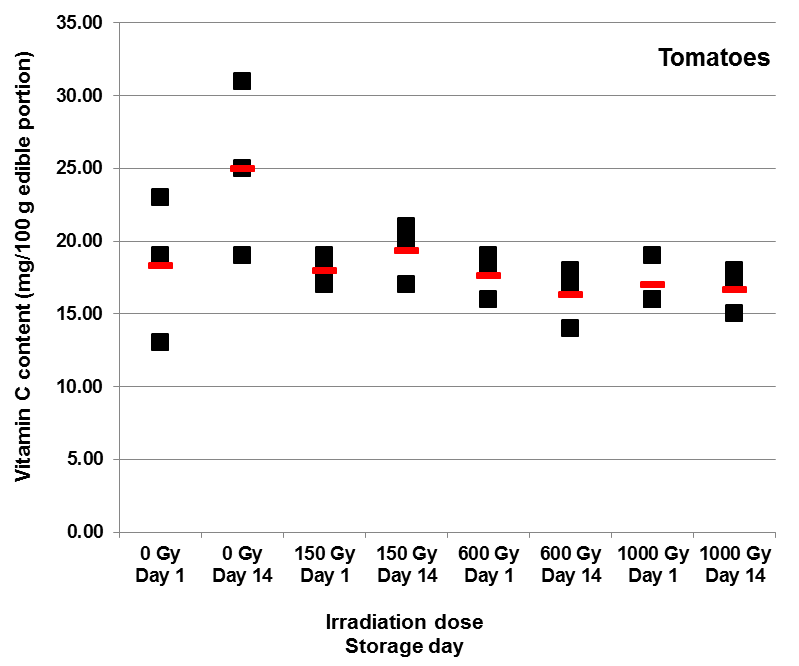 Tomatoes
Vitamin C content (mg/100 g edible portion)
35.00
30.00
25.00
20.00
15.00
10.00
5.00
0.00
0 Gy 0 Gy 150 Gy 150 Gy 600 Gy 600 Gy 1000 Gy 1000 Gy
Day 1 Day 14 Day 1 Day 14 Day 1 Day 14 Day 1 Day 14
Irradiation dose
Storage day